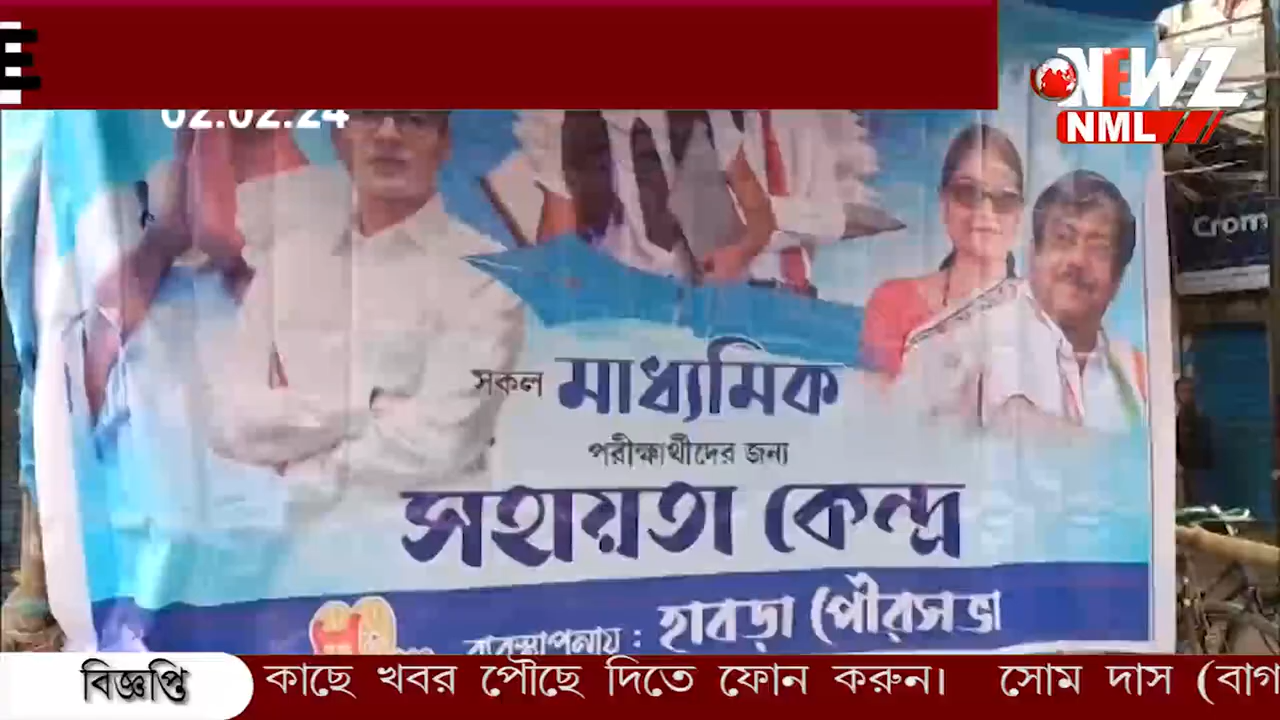 E
NEWZ
NML
02.02.24
Crom
সকল মাধ্যমিক
পরীক্ষার্থীদের জন্য
সহায়তা কেন্দ্র
ব্যবস্থাপনায় : হাবড়া পৌরসভা
বিজ্ঞপ্তি
কাছে খবর পৌছে দিতে ফোন করুন। সোম দাস (বাগ